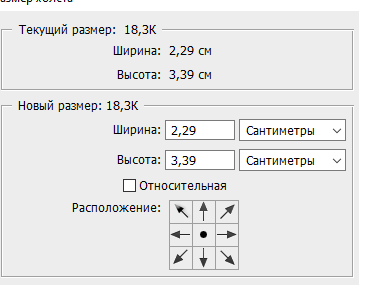 азмер холста
Текущий размер: 18,3K
Ширина: 2,29 см
Высота: 3,39 см
Новый размер: 18,3K
Ширина: 2,29 Сантиметры
Высота: 3,39 Сантиметры
Относительная
Расположение: